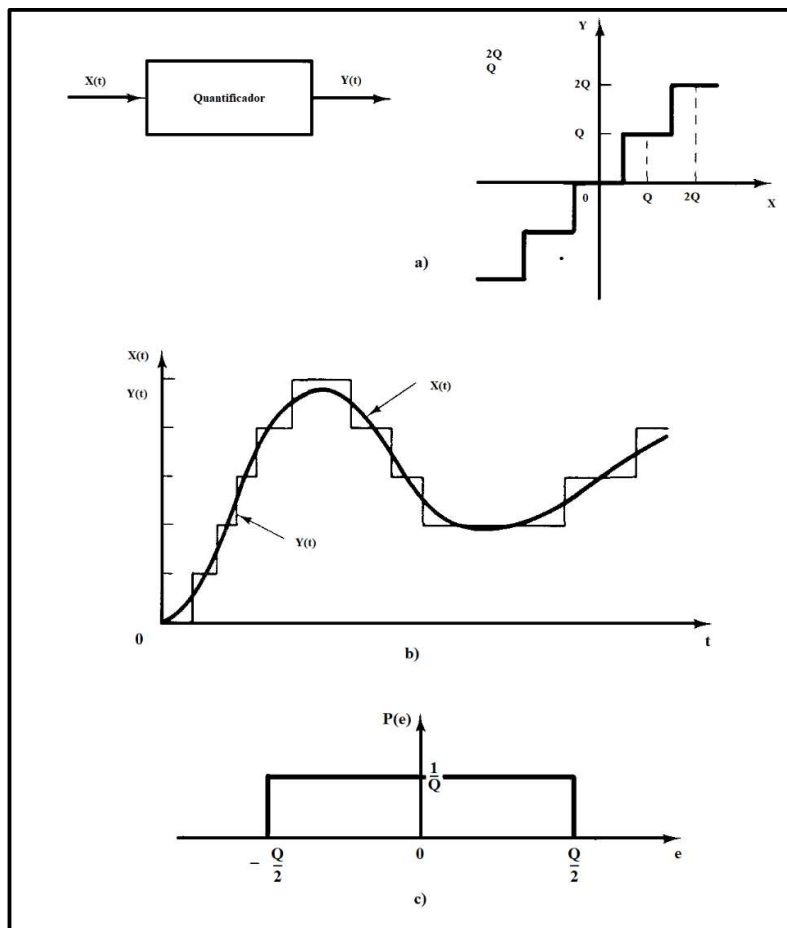 X(t)
Quantificador
Y(t)
Y
2Q
Q
2Q
Q
0
Q
2Q
X
a)
X(t)
Y(t)
X(t)
Y(t)
0
t
b)
P(e)
1
Q
- Q
2
0
Q
2
e
c)